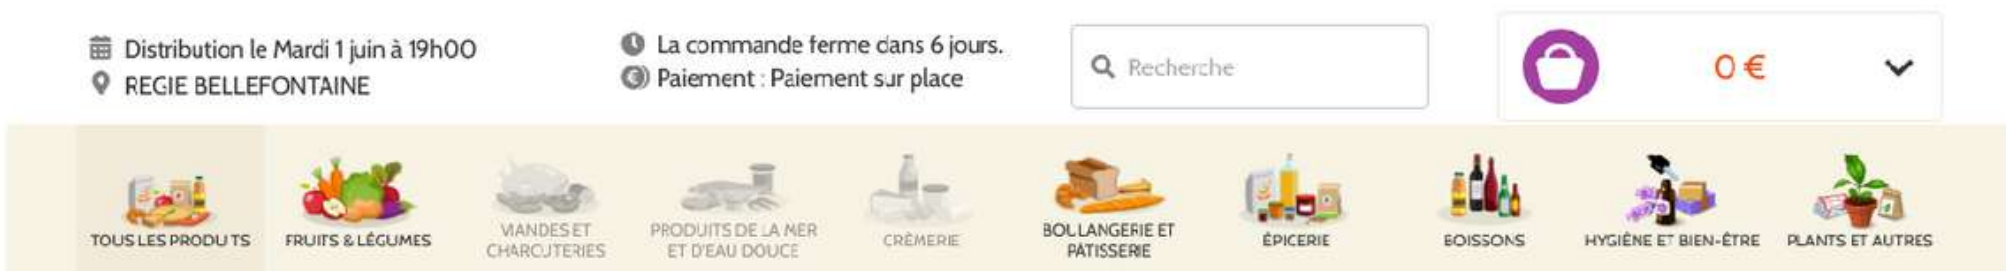 Distribution le Mardi 1 juin à 19h00
REGIE BELLEFONTAINE
La commande ferme dans 6 jours.
Paiement : Paiement sur place
Recherche
0 €
TOUS LES PRODUITS
FRUITS & LÉGUMES
VIANDES ET
CHARCUTERIES
PRODUITS DE LA MER
ET D'EAU DOUCE
CRÈMERIE
BOULANGERIE ET
PÂTISSERIE
ÉPICERIE
BOISSONS
HYGIÈNE ET BIEN-ÊTRE
PLANTS ET AUTRES